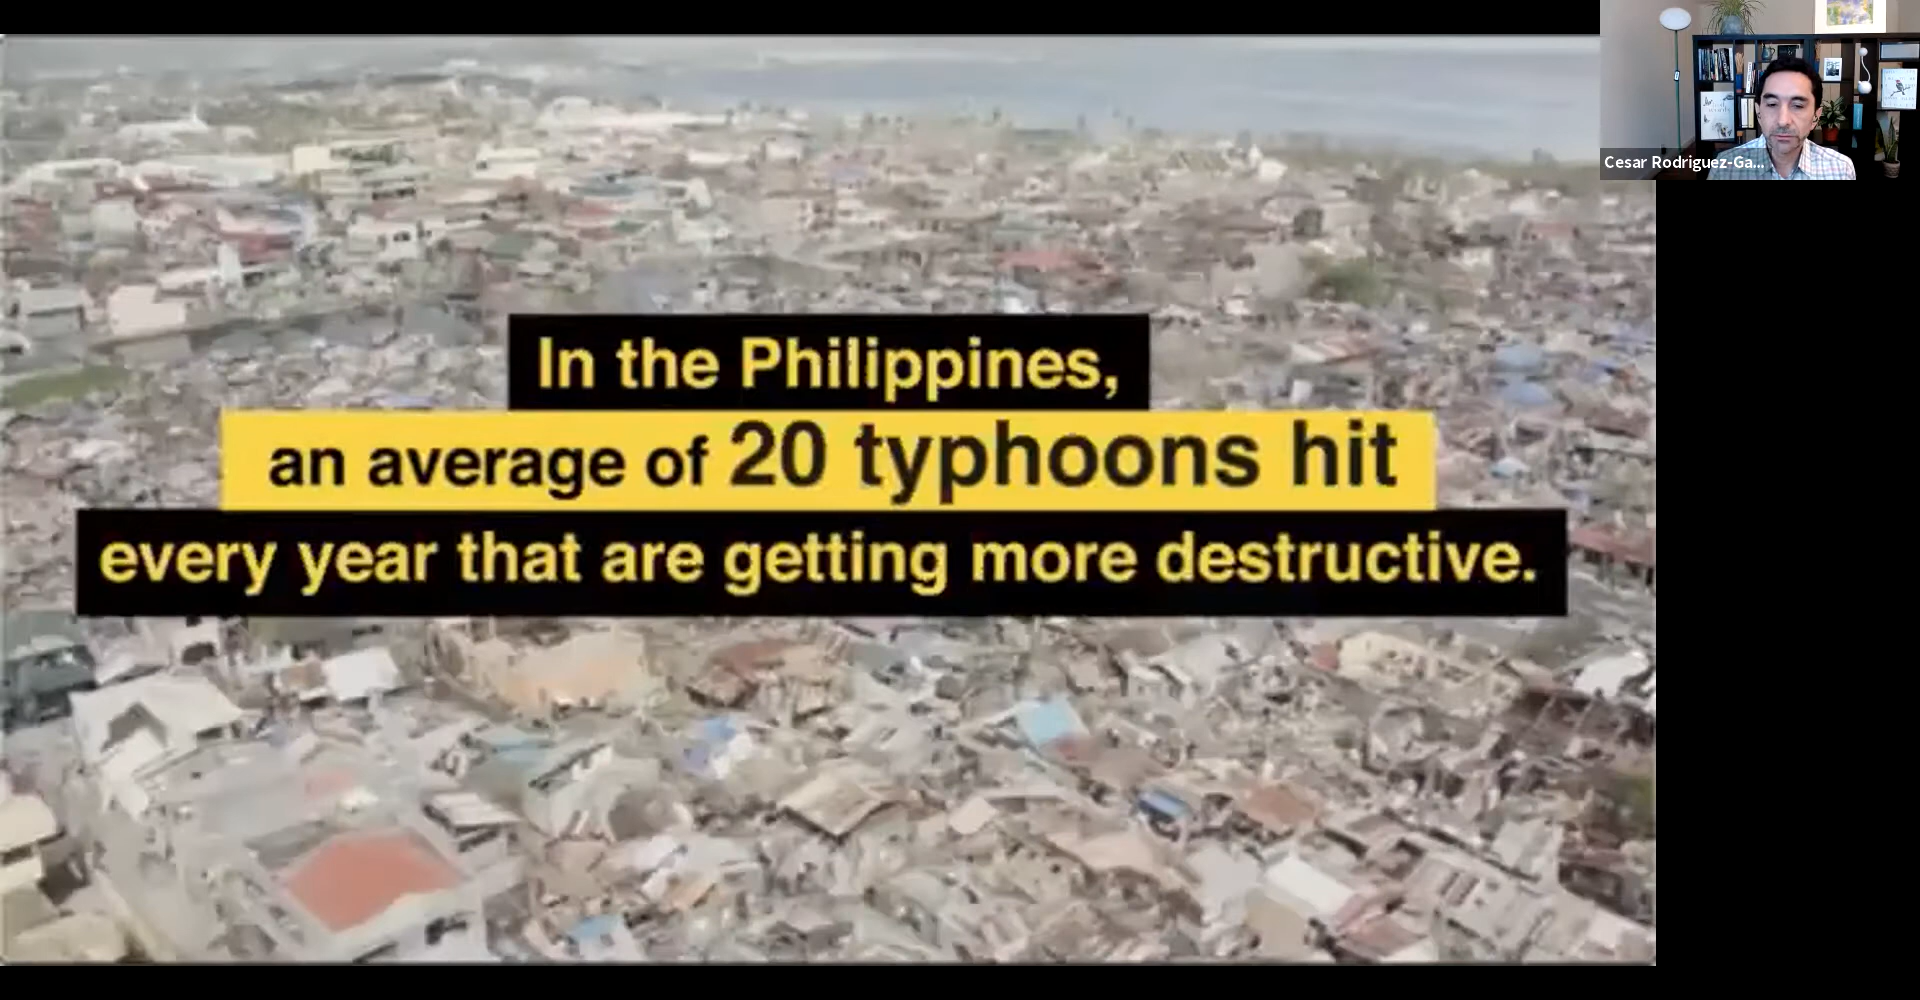 In the Philippines,
an average of 20 typhoons hit
every year that are getting more destructive.
Cesar Rodriguez-Ga...